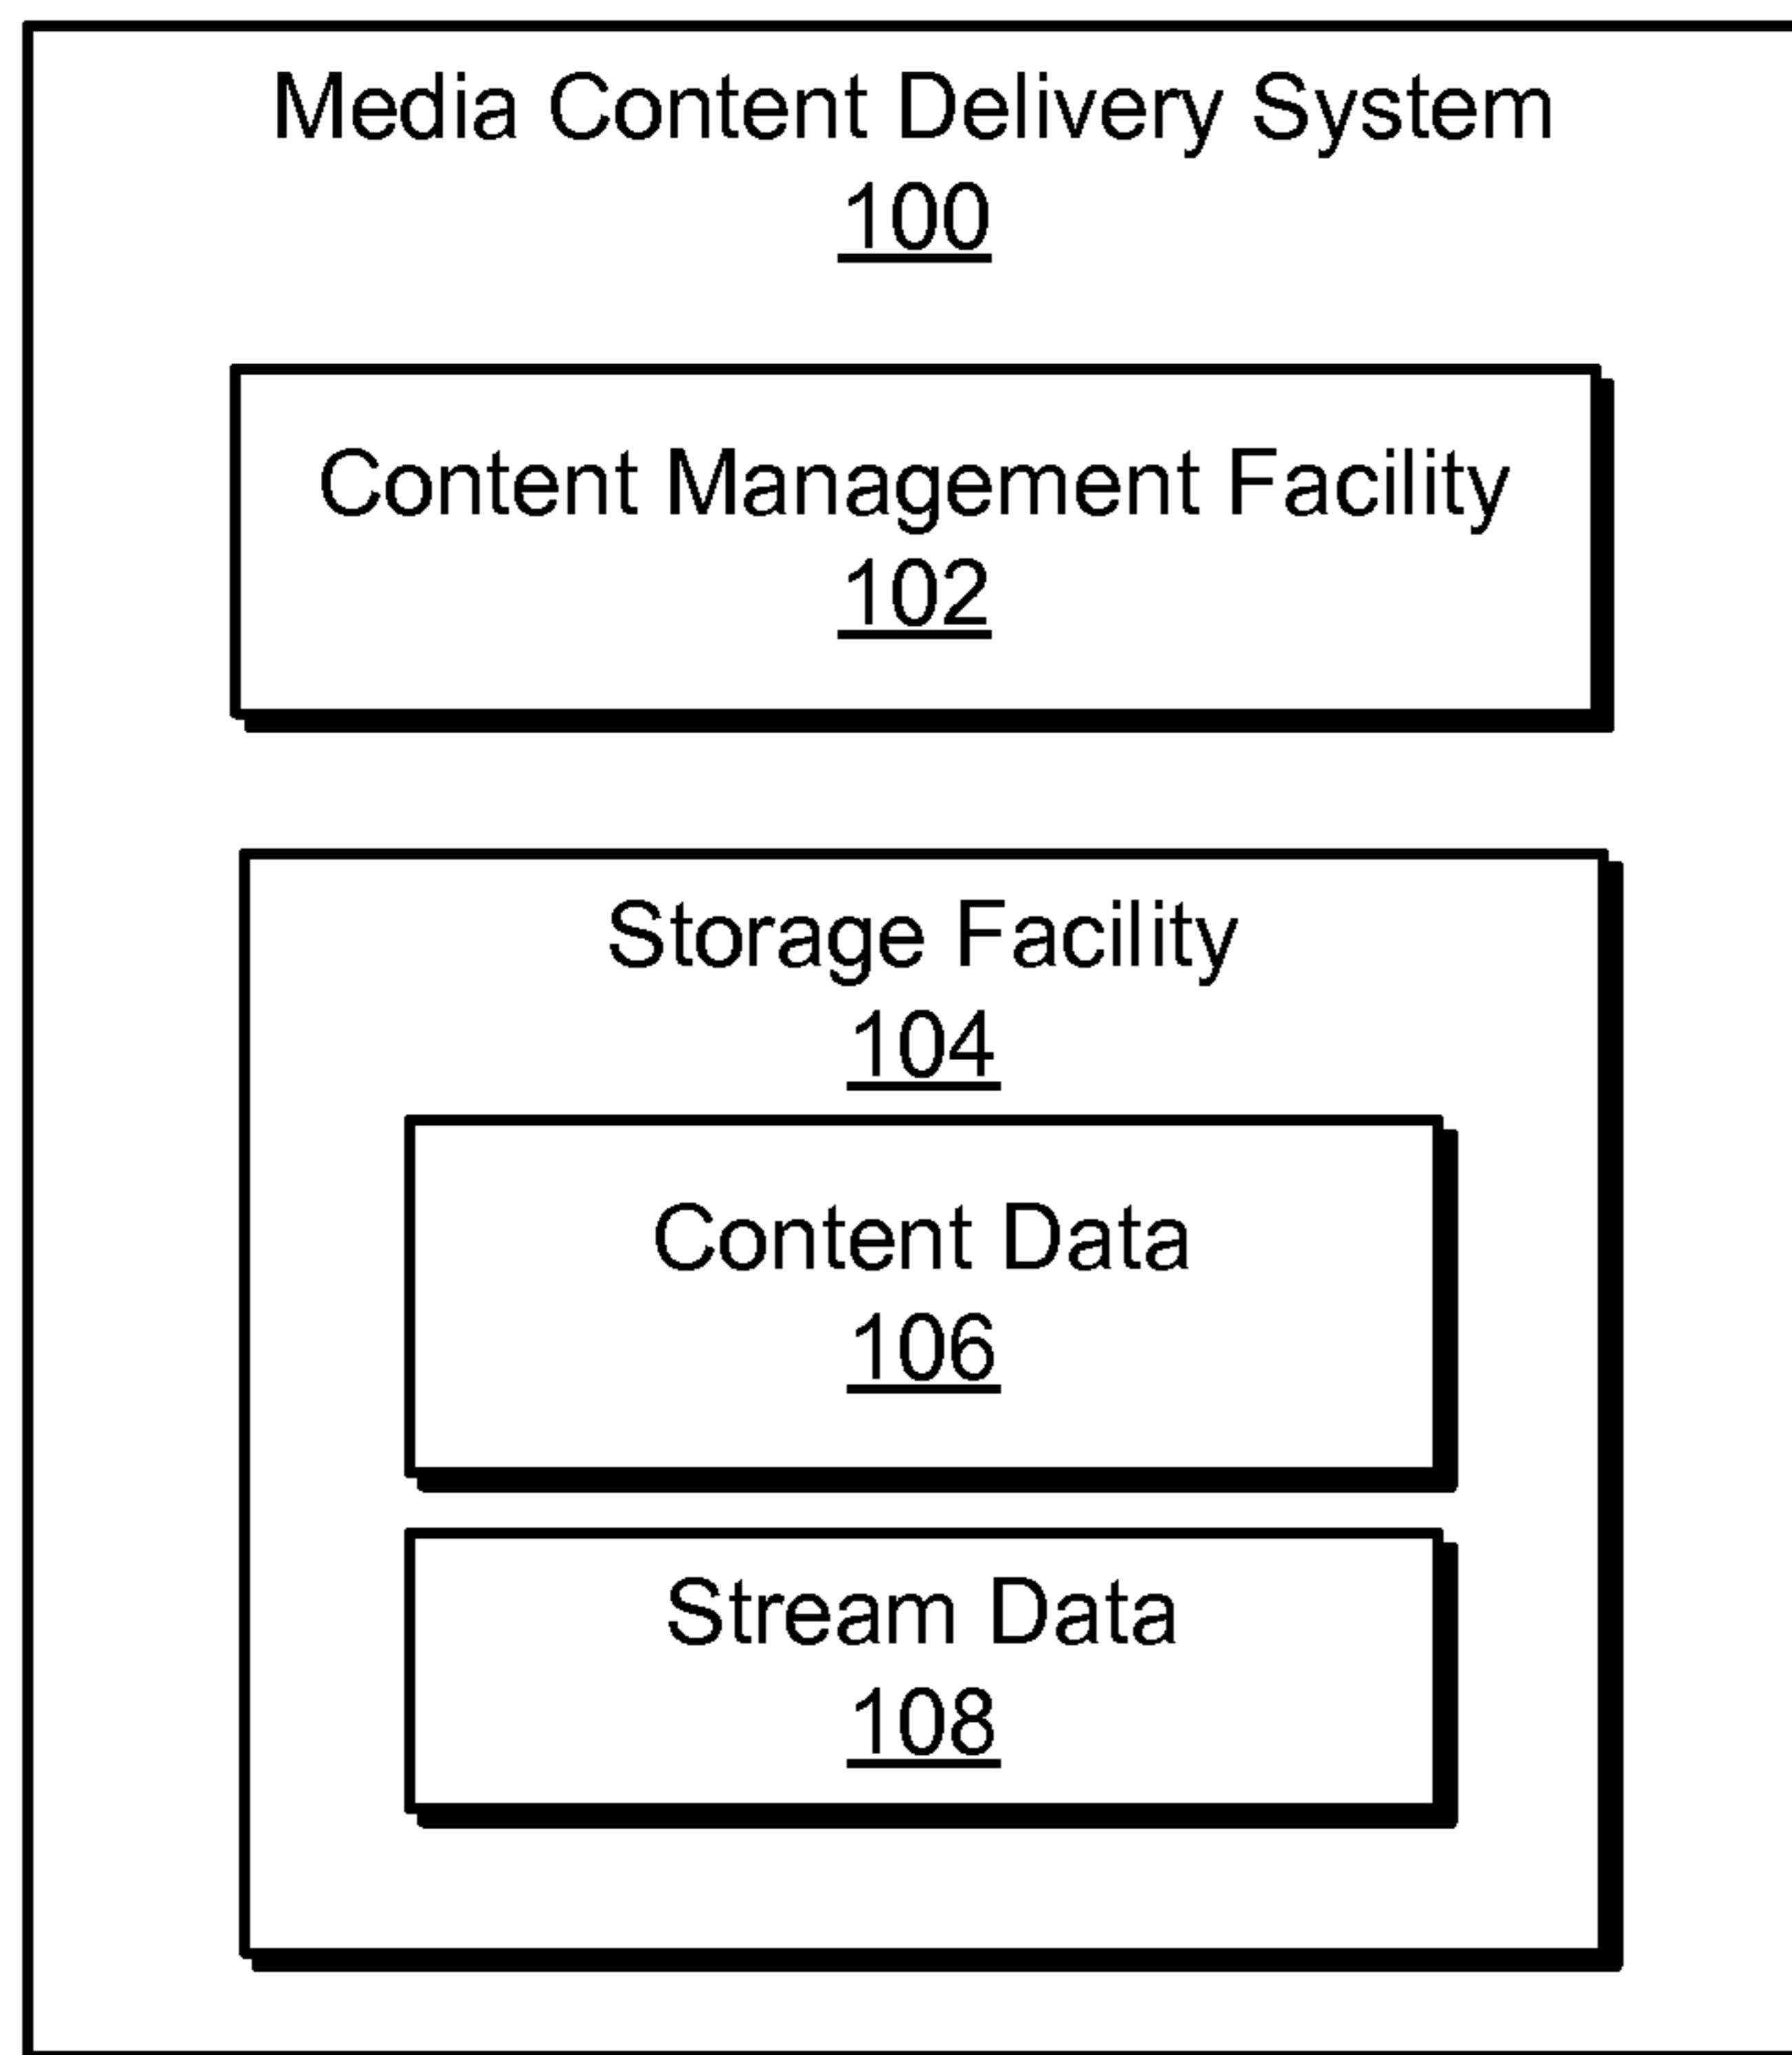 Media Content Delivery System
100
Content Management Facility
102
Storage Facility
104
Content Data
106
Stream Data
108